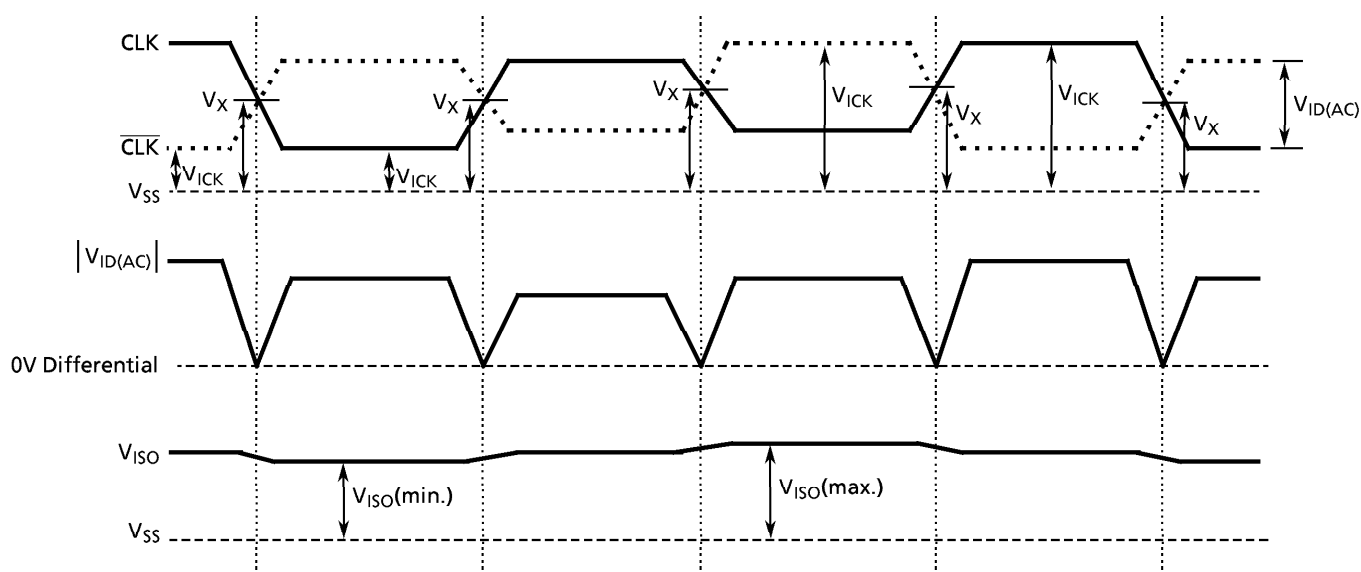 CLK
V_X
V_X
V_X
V_ICK
V_X
V_ICK
V_X
V_ID(AC)
C̅L̅K̅
V_ICK
V_ICK
V_SS
|V_ID(AC)|
0V Differential
V_ISO
V_ISO(min.)
V_ISO(max.)
V_SS